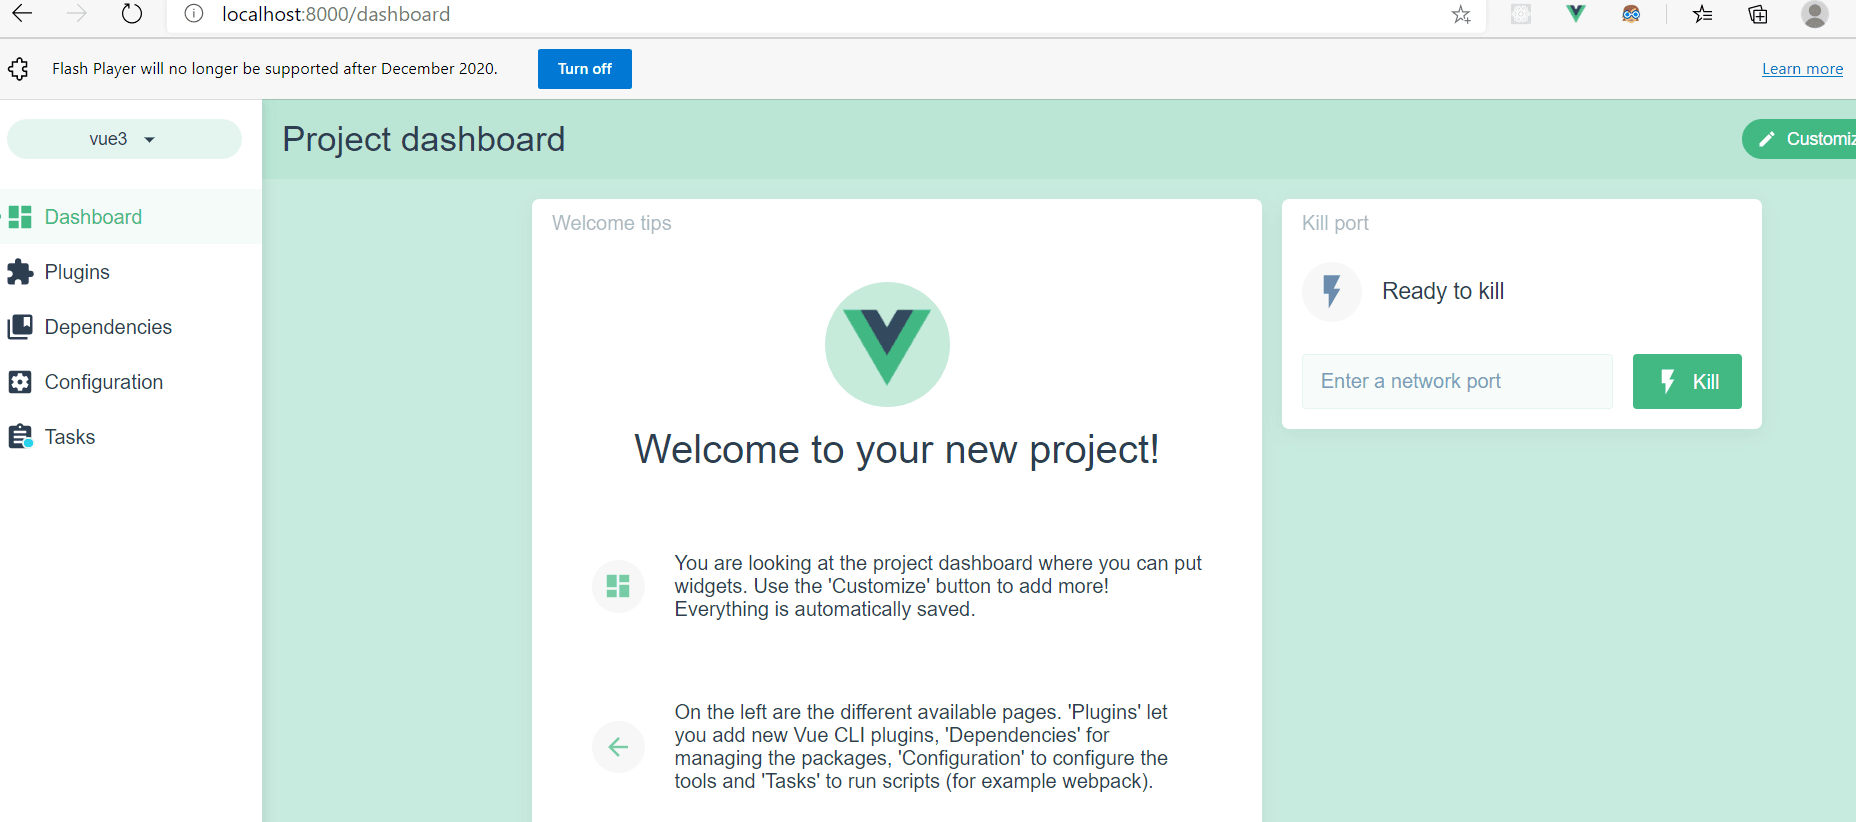 localhost:8000/dashboard
Flash Player will no longer be supported after December 2020.
Turn off
Learn more
vue3
Project dashboard
Customiz
Dashboard
Plugins
Dependencies
Configuration
Tasks
Welcome tips
Welcome to your new project!
You are looking at the project dashboard where you can put
widgets. Use the 'Customize' button to add more!
Everything is automatically saved.
On the left are the different available pages. 'Plugins' let
you add new Vue CLI plugins, 'Dependencies' for
managing the packages, 'Configuration' to configure the
tools and 'Tasks' to run scripts (for example webpack).
Kill port
Ready to kill
Enter a network port
Kill